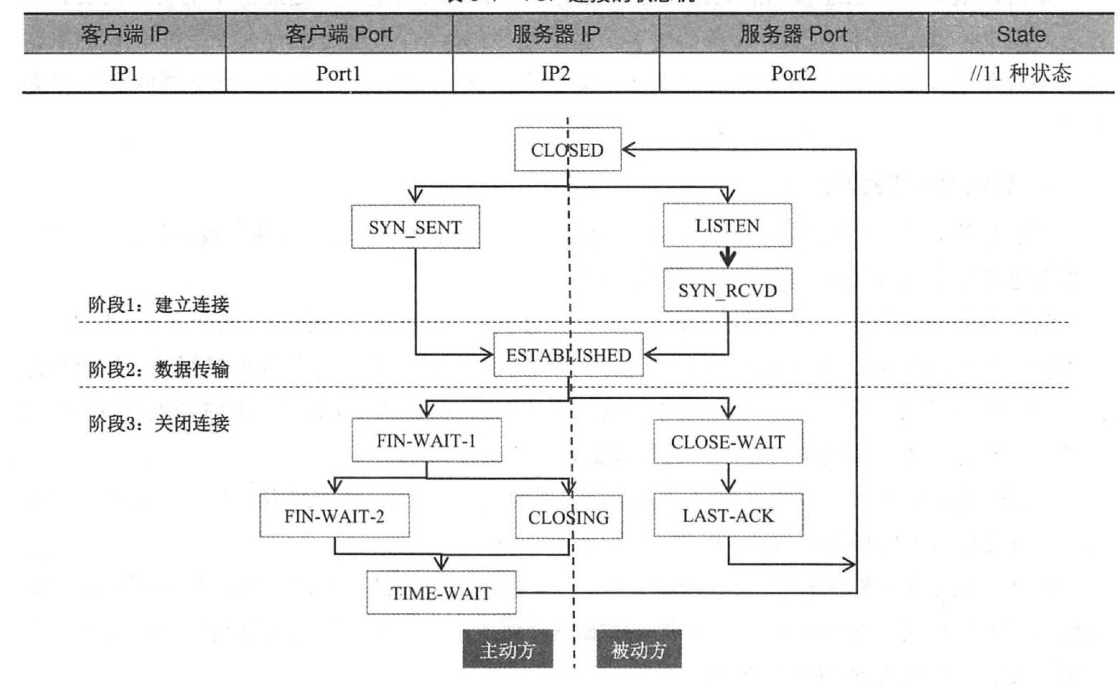 客户端 IP 客户端 Port 服务器 IP 服务器 Port State
IP1 Port1 IP2 Port2 //11 种状态
CLOSED
SYN_SENT LISTEN
SYN_RCVD
阶段1：建立连接
ESTABLISHED
阶段2：数据传输
阶段3：关闭连接
FIN-WAIT-1 CLOSE-WAIT
FIN-WAIT-2 CLOSING LAST-ACK
TIME-WAIT
主动方 被动方